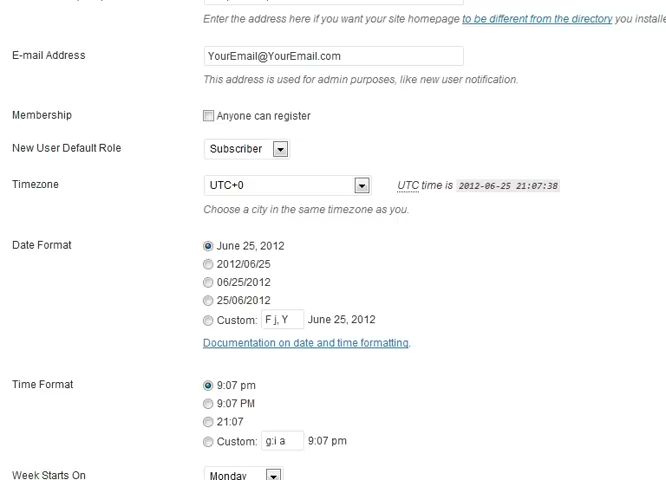 Enter the address here if you want your site homepage to be different from the directory you installe
E-mail Address
YourEmail@YourEmail.com
This address is used for admin purposes, like new user notification.
Membership
Anyone can register
New User Default Role
Subscriber
Timezone
UTC+0
UTC time is 2012-06-25 21:07:38
Choose a city in the same timezone as you.
Date Format
June 25, 2012
2012/06/25
06/25/2012
25/06/2012
Custom: F j, Y June 25, 2012
Documentation on date and time formatting.
Time Format
9:07 pm
9:07 PM
21:07
Custom: g:i a 9:07 pm
Week Starts On
Monday